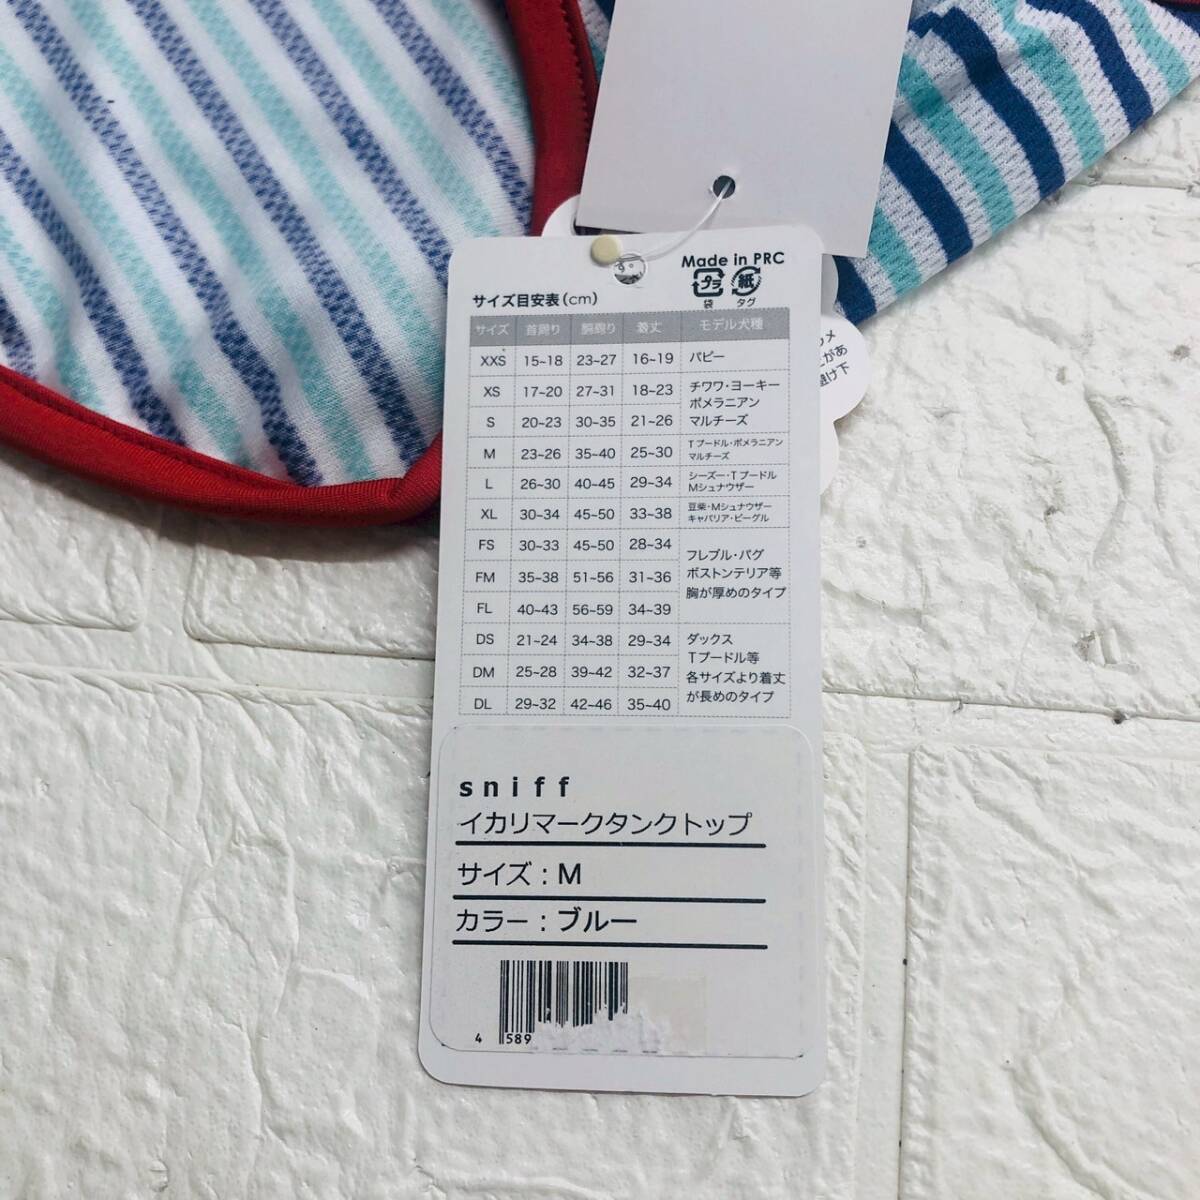 Made in PRC
プラ 紙
袋 タグ
サイズ目安表(cm)
サイズ 首周り 胴周り 着丈 モデル犬種
XXS 15~18 23~27 16~19 パピー
XS 17~20 27~31 18~23 チワワ・ヨーキー
ポメラニアン
S 20~23 30~35 21~26 マルチーズ
M 23~26 35~40 25~30 Tプードル・ポメラニアン
マルチーズ
L 26~30 40~45 29~34 シーズー・Tプードル
Mシュナウザー
XL 30~34 45~50 33~38 豆柴・Mシュナウザー
キャバリア・ビーグル
FS 30~33 45~50 28~34 フレブル・パグ
FM 35~38 51~56 31~36 ボストンテリア等
胸が厚めのタイプ
FL 40~43 56~59 34~39
DS 21~24 34~38 29~34 ダックス
Tプードル等
DM 25~28 39~42 32~37 各サイズより着丈
DL 29~32 42~46 35~40 が長めのタイプ
sniff
イカリマークタンクトップ
サイズ : M
カラー : ブルー
4 589